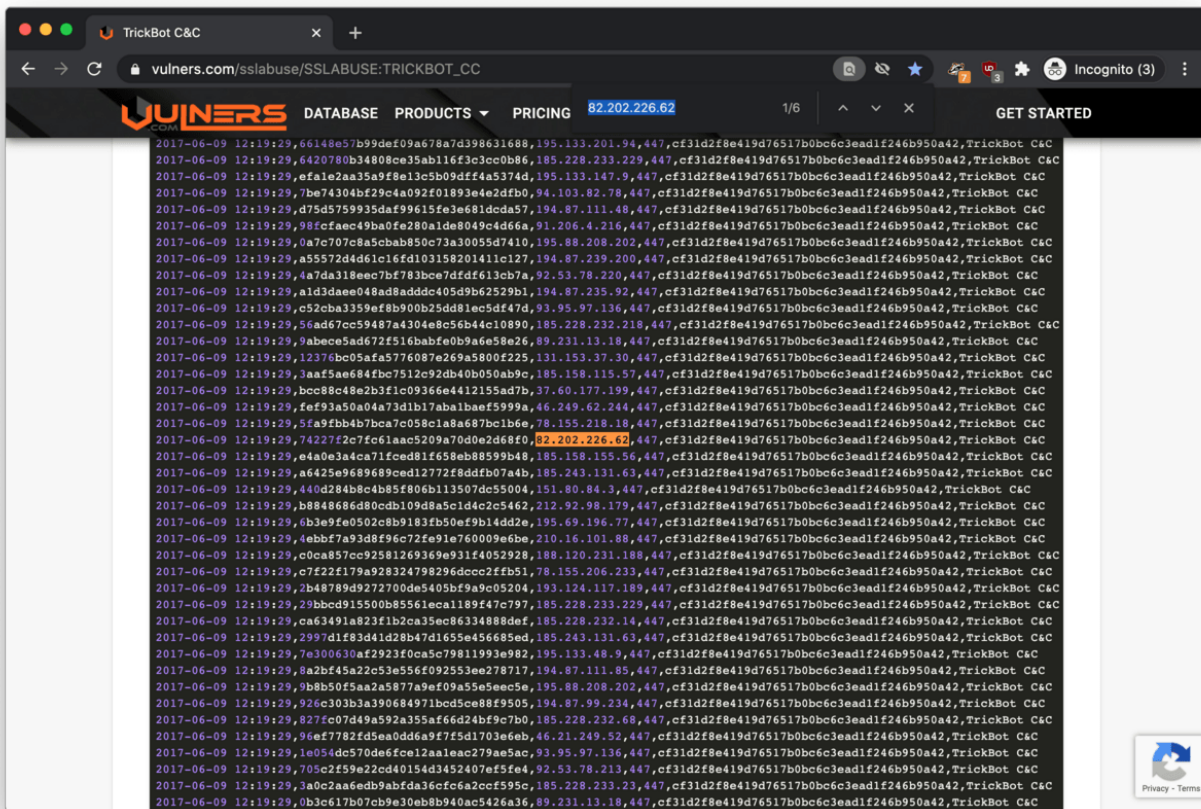 TrickBot C&C
vulners.com/sslabuse/SSLABUSE:TRICKBOT_CC
7
3
Incognito (3)
VULNERS
.COM
DATABASE PRODUCTS PRICING
82.202.226.62 1/6
GET STARTED
2017-06-09 12:19:29,66148e57b99def09a678a7d398631688,195.133.201.94,447,cf31d2f8e419d76517b0bc6c3ead1f246b950a42,TrickBot C&C
2017-06-09 12:19:29,6420780b34808ce35ab116f3c3cc0b86,185.228.233.229,447,cf31d2f8e419d76517b0bc6c3ead1f246b950a42,TrickBot C&C
2017-06-09 12:19:29,efa1e2aa35a9f8e13c5b09dff4a5374d,195.133.147.9,447,cf31d2f8e419d76517b0bc6c3ead1f246b950a42,TrickBot C&C
2017-06-09 12:19:29,7be74304bf29c4a092f01893e4e2dfb0,94.103.82.78,447,cf31d2f8e419d76517b0bc6c3ead1f246b950a42,TrickBot C&C
2017-06-09 12:19:29,d75d5759935daf99615fe3e681dcda57,194.87.111.48,447,cf31d2f8e419d76517b0bc6c3ead1f246b950a42,TrickBot C&C
2017-06-09 12:19:29,98fcfaec49ba0fe280a1de8049c4d66a,91.206.4.216,447,cf31d2f8e419d76517b0bc6c3ead1f246b950a42,TrickBot C&C
2017-06-09 12:19:29,0a7c707c8a5cbab850c73a30055d7410,195.88.208.202,447,cf31d2f8e419d76517b0bc6c3ead1f246b950a42,TrickBot C&C
2017-06-09 12:19:29,a55572d4d61c16fd103158201411c127,194.87.239.200,447,cf31d2f8e419d76517b0bc6c3ead1f246b950a42,TrickBot C&C
2017-06-09 12:19:29,4a7da318eec7bf783bce7dfdf613cb7a,92.53.78.220,447,cf31d2f8e419d76517b0bc6c3ead1f246b950a42,TrickBot C&C
2017-06-09 12:19:29,a1d3daee048ad8adddc405d9b62529b1,194.87.235.92,447,cf31d2f8e419d76517b0bc6c3ead1f246b950a42,TrickBot C&C
2017-06-09 12:19:29,c52cba3359ef8b900b25dd81ec5df47d,93.95.97.136,447,cf31d2f8e419d76517b0bc6c3ead1f246b950a42,TrickBot C&C
2017-06-09 12:19:29,56ad67cc59487a4304e8c56b44c10890,185.228.232.218,447,cf31d2f8e419d76517b0bc6c3ead1f246b950a42,TrickBot C&C
2017-06-09 12:19:29,9abece5ad672f516babfe0b9a6e58e26,89.231.13.18,447,cf31d2f8e419d76517b0bc6c3ead1f246b950a42,TrickBot C&C
2017-06-09 12:19:29,12376bc05afa5776087e269a5800f225,131.153.37.30,447,cf31d2f8e419d76517b0bc6c3ead1f246b950a42,TrickBot C&C
2017-06-09 12:19:29,3aaf5ae684fbc7512c92db40b050ab9c,185.158.115.57,447,cf31d2f8e419d76517b0bc6c3ead1f246b950a42,TrickBot C&C
2017-06-09 12:19:29,bcc88c48e2b3f1c09366e4412155ad7b,37.60.177.199,447,cf31d2f8e419d76517b0bc6c3ead1f246b950a42,TrickBot C&C
2017-06-09 12:19:29,fef93a50a04a73d1b17aba1baef5999a,46.249.62.244,447,cf31d2f8e419d76517b0bc6c3ead1f246b950a42,TrickBot C&C
2017-06-09 12:19:29,5fa9fbb4b7bca7c058c1a8a687bc1b6e,78.155.218.18,447,cf31d2f8e419d76517b0bc6c3ead1f246b950a42,TrickBot C&C
2017-06-09 12:19:29,74227f2c7fc61aac5209a70d0e2d68f0,82.202.226.62,447,cf31d2f8e419d76517b0bc6c3ead1f246b950a42,TrickBot C&C
2017-06-09 12:19:29,e4a0e3a4ca71fced81f658eb88599b48,185.158.155.56,447,cf31d2f8e419d76517b0bc6c3ead1f246b950a42,TrickBot C&C
2017-06-09 12:19:29,a6425e9689689ced12772f8ddfb07a4b,185.243.131.63,447,cf31d2f8e419d76517b0bc6c3ead1f246b950a42,TrickBot C&C
2017-06-09 12:19:29,440d284b8c4b85f806b113507dc55004,151.80.84.3,447,cf31d2f8e419d76517b0bc6c3ead1f246b950a42,TrickBot C&C
2017-06-09 12:19:29,b8848686d80cdb109d8a5c1d4c2c5462,212.92.98.179,447,cf31d2f8e419d76517b0bc6c3ead1f246b950a42,TrickBot C&C
2017-06-09 12:19:29,6b3e9fe0502c8b9183fb50ef9b14dd2e,195.69.196.77,447,cf31d2f8e419d76517b0bc6c3ead1f246b950a42,TrickBot C&C
2017-06-09 12:19:29,4ebbf7a93d8f96c72fe91e760009e6be,210.16.101.88,447,cf31d2f8e419d76517b0bc6c3ead1f246b950a42,TrickBot C&C
2017-06-09 12:19:29,c0ca857cc92581269369e931f4052928,188.120.231.188,447,cf31d2f8e419d76517b0bc6c3ead1f246b950a42,TrickBot C&C
2017-06-09 12:19:29,c7f22f179a928324798296dccc2ffb51,78.155.206.233,447,cf31d2f8e419d76517b0bc6c3ead1f246b950a42,TrickBot C&C
2017-06-09 12:19:29,2b48789d9272700de5405bf9a9c05204,193.124.117.189,447,cf31d2f8e419d76517b0bc6c3ead1f246b950a42,TrickBot C&C
2017-06-09 12:19:29,29bbcd915500b85561eca1189f47c797,185.228.233.229,447,cf31d2f8e419d76517b0bc6c3ead1f246b950a42,TrickBot C&C
2017-06-09 12:19:29,ca63491a823f1b2ca35ec86334888def,185.228.232.14,447,cf31d2f8e419d76517b0bc6c3ead1f246b950a42,TrickBot C&C
2017-06-09 12:19:29,2997d1f83d41d28b47d1655e456685ed,185.243.131.63,447,cf31d2f8e419d76517b0bc6c3ead1f246b950a42,TrickBot C&C
2017-06-09 12:19:29,7e300630af2923f0ca5c79811993e982,195.133.48.9,447,cf31d2f8e419d76517b0bc6c3ead1f246b950a42,TrickBot C&C
2017-06-09 12:19:29,8a2bf45a22c53e556f092553ee278717,194.87.111.85,447,cf31d2f8e419d76517b0bc6c3ead1f246b950a42,TrickBot C&C
2017-06-09 12:19:29,9b8b50f5aa2a5877a9ef09a55e5eec5e,195.88.208.202,447,cf31d2f8e419d76517b0bc6c3ead1f246b950a42,TrickBot C&C
2017-06-09 12:19:29,926c303b3a390684971bcd5ce88f9505,194.87.99.234,447,cf31d2f8e419d76517b0bc6c3ead1f246b950a42,TrickBot C&C
2017-06-09 12:19:29,827fc07d49a592a355af66d24bf9c7b0,185.228.232.68,447,cf31d2f8e419d76517b0bc6c3ead1f246b950a42,TrickBot C&C
2017-06-09 12:19:29,96ef7782fd5ea0dd6a9f7f5d1703e6eb,46.21.249.52,447,cf31d2f8e419d76517b0bc6c3ead1f246b950a42,TrickBot C&C
2017-06-09 12:19:29,1e054dc570de6fce12aa1eac279ae5ac,93.95.97.136,447,cf31d2f8e419d76517b0bc6c3ead1f246b950a42,TrickBot C&C
2017-06-09 12:19:29,705c2f59e22cd40154d3452407ef5fe4,92.53.78.213,447,cf31d2f8e419d76517b0bc6c3ead1f246b950a42,TrickBot C&C
2017-06-09 12:19:29,3a0c2aa6edb9abfda36cfc6a2ccf595c,185.228.233.23,447,cf31d2f8e419d76517b0bc6c3ead1f246b950a42,TrickBot C&C
2017-06-09 12:19:29,0b3c617b07cb9e30eb8b940ac5426a36,89.231.13.18,447,cf31d2f8e419d76517b0bc6c3ead1f246b950a42,TrickBot C&C
Privacy - Term